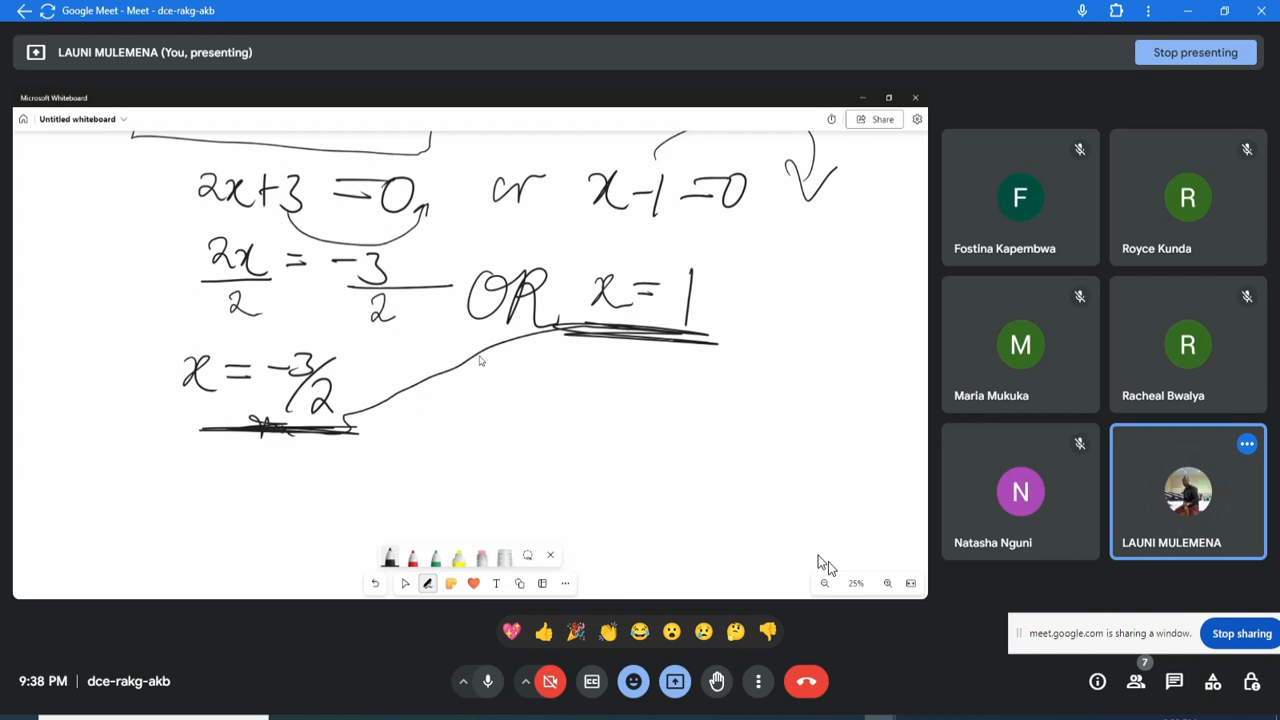 Google Meet - Meet - dce-rakg-akb
LAUNI MULEMENA (You, presenting)
Stop presenting
Microsoft Whiteboard
Untitled whiteboard
Share
2x+3 =0 or x-1=0
2x/2 = -3/2 OR x=1
x = -3/2
25%
F
Fostina Kapembwa
R
Royce Kunda
M
Maria Mukuka
R
Racheal Bwalya
N
Natasha Nguni
LAUNI MULEMENA
meet.google.com is sharing a window.
Stop sharing
9:38 PM | dce-rakg-akb
7